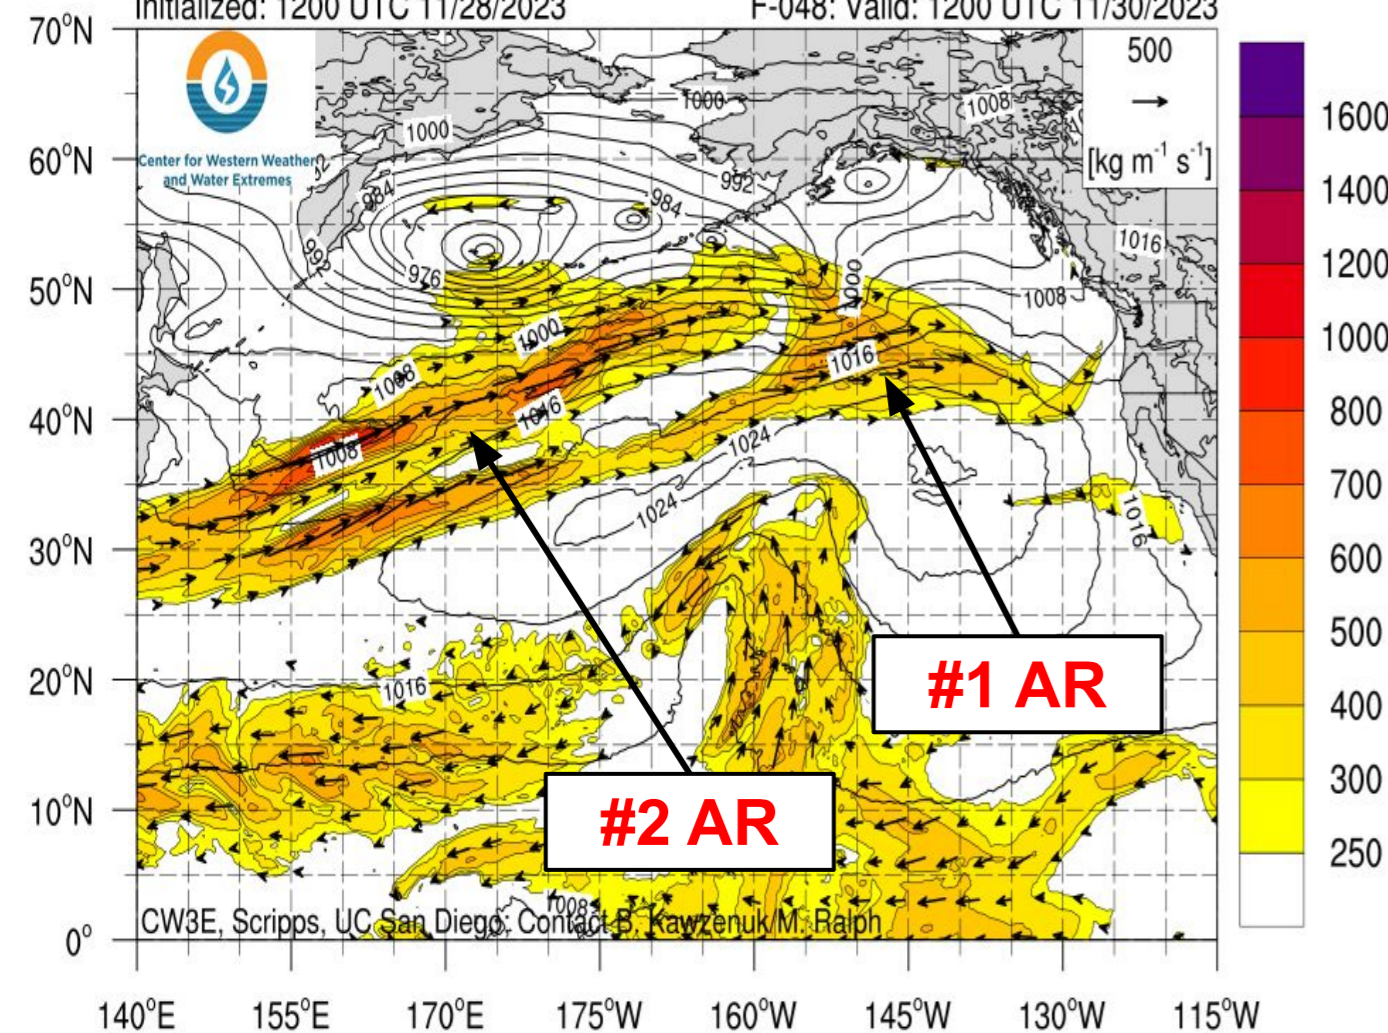 Initialized: 1200 UTC 11/28/2023 F-048: Valid: 1200 UTC 11/30/2023
70°N
60°N
50°N
40°N
30°N
20°N
10°N
0°
Center for Western Weather
and Water Extremes
500
[kg m-1 s-1]
1000
1000
1008
992
984
984
992
976
1016
1000
1008
1000
1008
1016
1016
1008
1024
1024
1016
1016
#1 AR
#2 AR
1008
CW3E, Scripps, UC San Diego; Contact B. Kawzenuk/M. Ralph
140°E 155°E 170°E 175°W 160°W 145°W 130°W 115°W
1600
1400
1200
1000
800
700
600
500
400
300
250